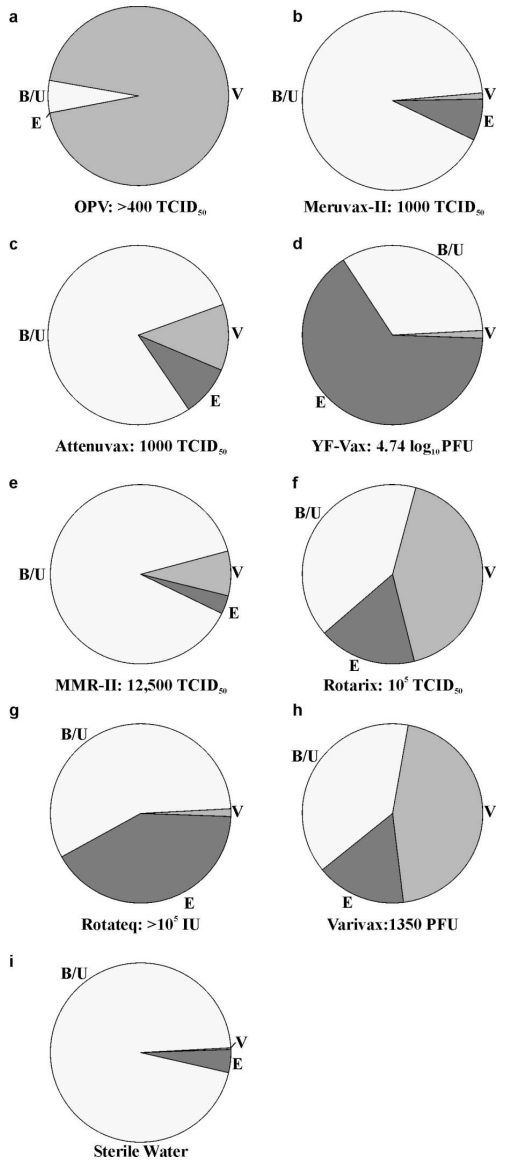 a
B/U
V
E
OPV: >400 TCID₅₀
b
B/U
V
E
Meruvax-II: 1000 TCID₅₀
c
B/U
V
E
Attenuvax: 1000 TCID₅₀
d
B/U
V
E
YF-Vax: 4.74 log₁₀ PFU
e
B/U
V
E
MMR-II: 12,500 TCID₅₀
f
B/U
V
E
Rotarix: 10⁵ TCID₅₀
g
B/U
V
E
Rotateq: >10⁵ IU
h
B/U
V
E
Varivax:1350 PFU
i
B/U
V
E
Sterile Water